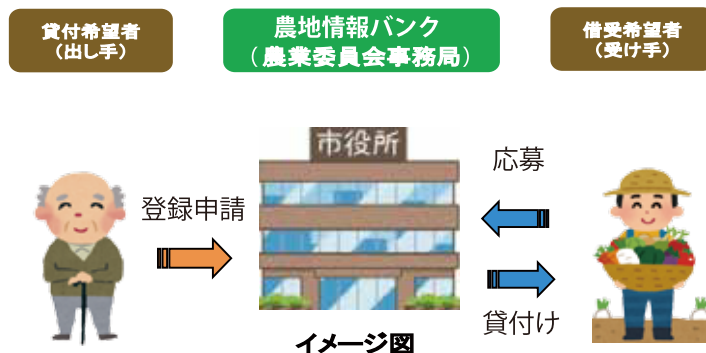 貸付希望者
（出し手）
農地情報バンク
（農業委員会事務局）
借受希望者
（受け手）
市役所
登録申請
応募
貸付け
イメージ図